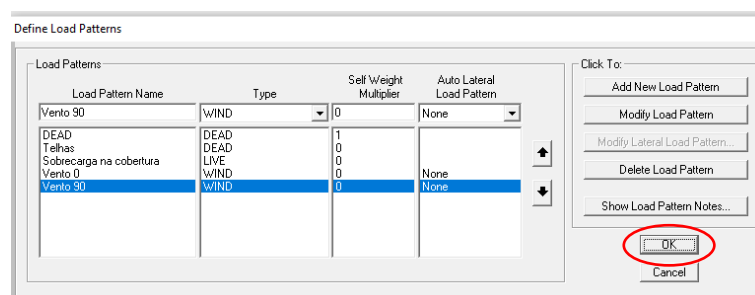 Define Load Patterns
Load Patterns
Click To:
Load Pattern Name Type Self Weight Multiplier Auto Lateral Load Pattern
Vento 90 WIND 0 None
DEAD DEAD 1
Telhas DEAD 0
Sobrecarga na cobertura LIVE 0
Vento 0 WIND 0 None
Vento 90 WIND 0 None
Add New Load Pattern
Modify Load Pattern
Modify Lateral Load Pattern...
Delete Load Pattern
Show Load Pattern Notes...
OK
Cancel